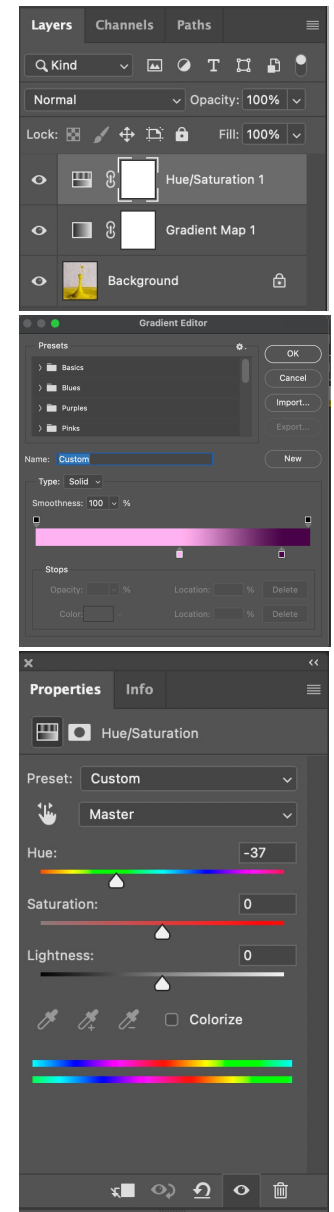 Layers Channels Paths
Kind T
Normal Opacity: 100%
Lock: Fill: 100%
Hue/Saturation 1
Gradient Map 1
Background
Gradient Editor
Presets
OK
Basics
Cancel
Blues
Import...
Purples
Export...
Pinks
Name: Custom New
Type: Solid
Smoothness: 100 %
Stops
Opacity: % Location: % Delete
Color: Location: % Delete
Properties Info
Hue/Saturation
Preset: Custom
Master
Hue: -37
Saturation: 0
Lightness: 0
Colorize